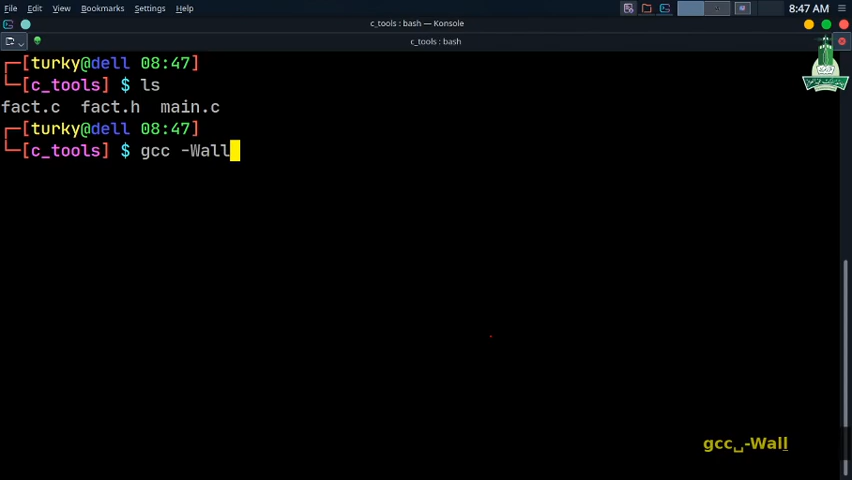 File Edit View Bookmarks Settings Help
8:47 AM
c_tools : bash — Konsole
c_tools : bash
┌─[turky@dell 08:47]
└─[c_tools] $ ls
fact.c fact.h main.c
┌─[turky@dell 08:47]
└─[c_tools] $ gcc -Wall
gcc␣-Wall